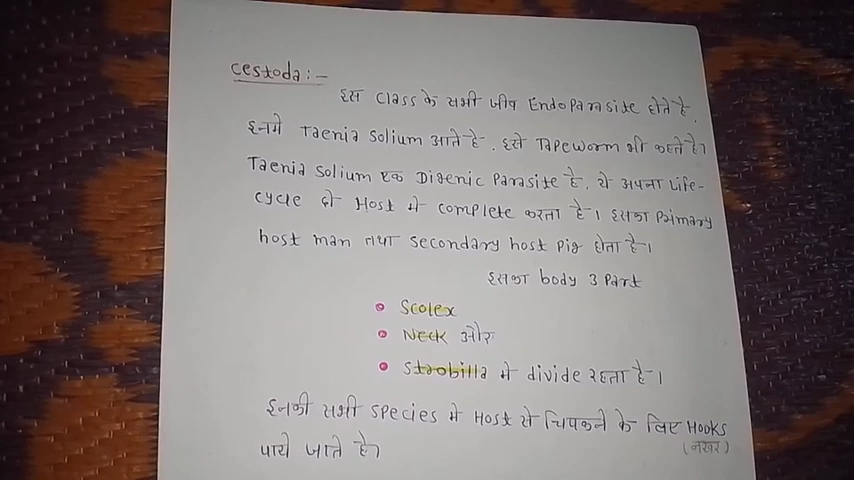 Cestoda:-
इस Class के सभी जीव EndoParasite होते है.
इनमे Taenia Solium आते है. इसे Tapeworm भी कहते है।
Taenia Solium एक Digenic Parasite है. ये अपना Life-
cycle दो Host मे complete करता है। इसका Primary
host man तथा secondary host Pig होता है।
इसका body 3 Part
Scolex
Neck और
Strobilla मे divide रहता है।
इनकी सभी species मे Host से चिपकने के लिए Hooks
(नखर)
पाये जाते है।